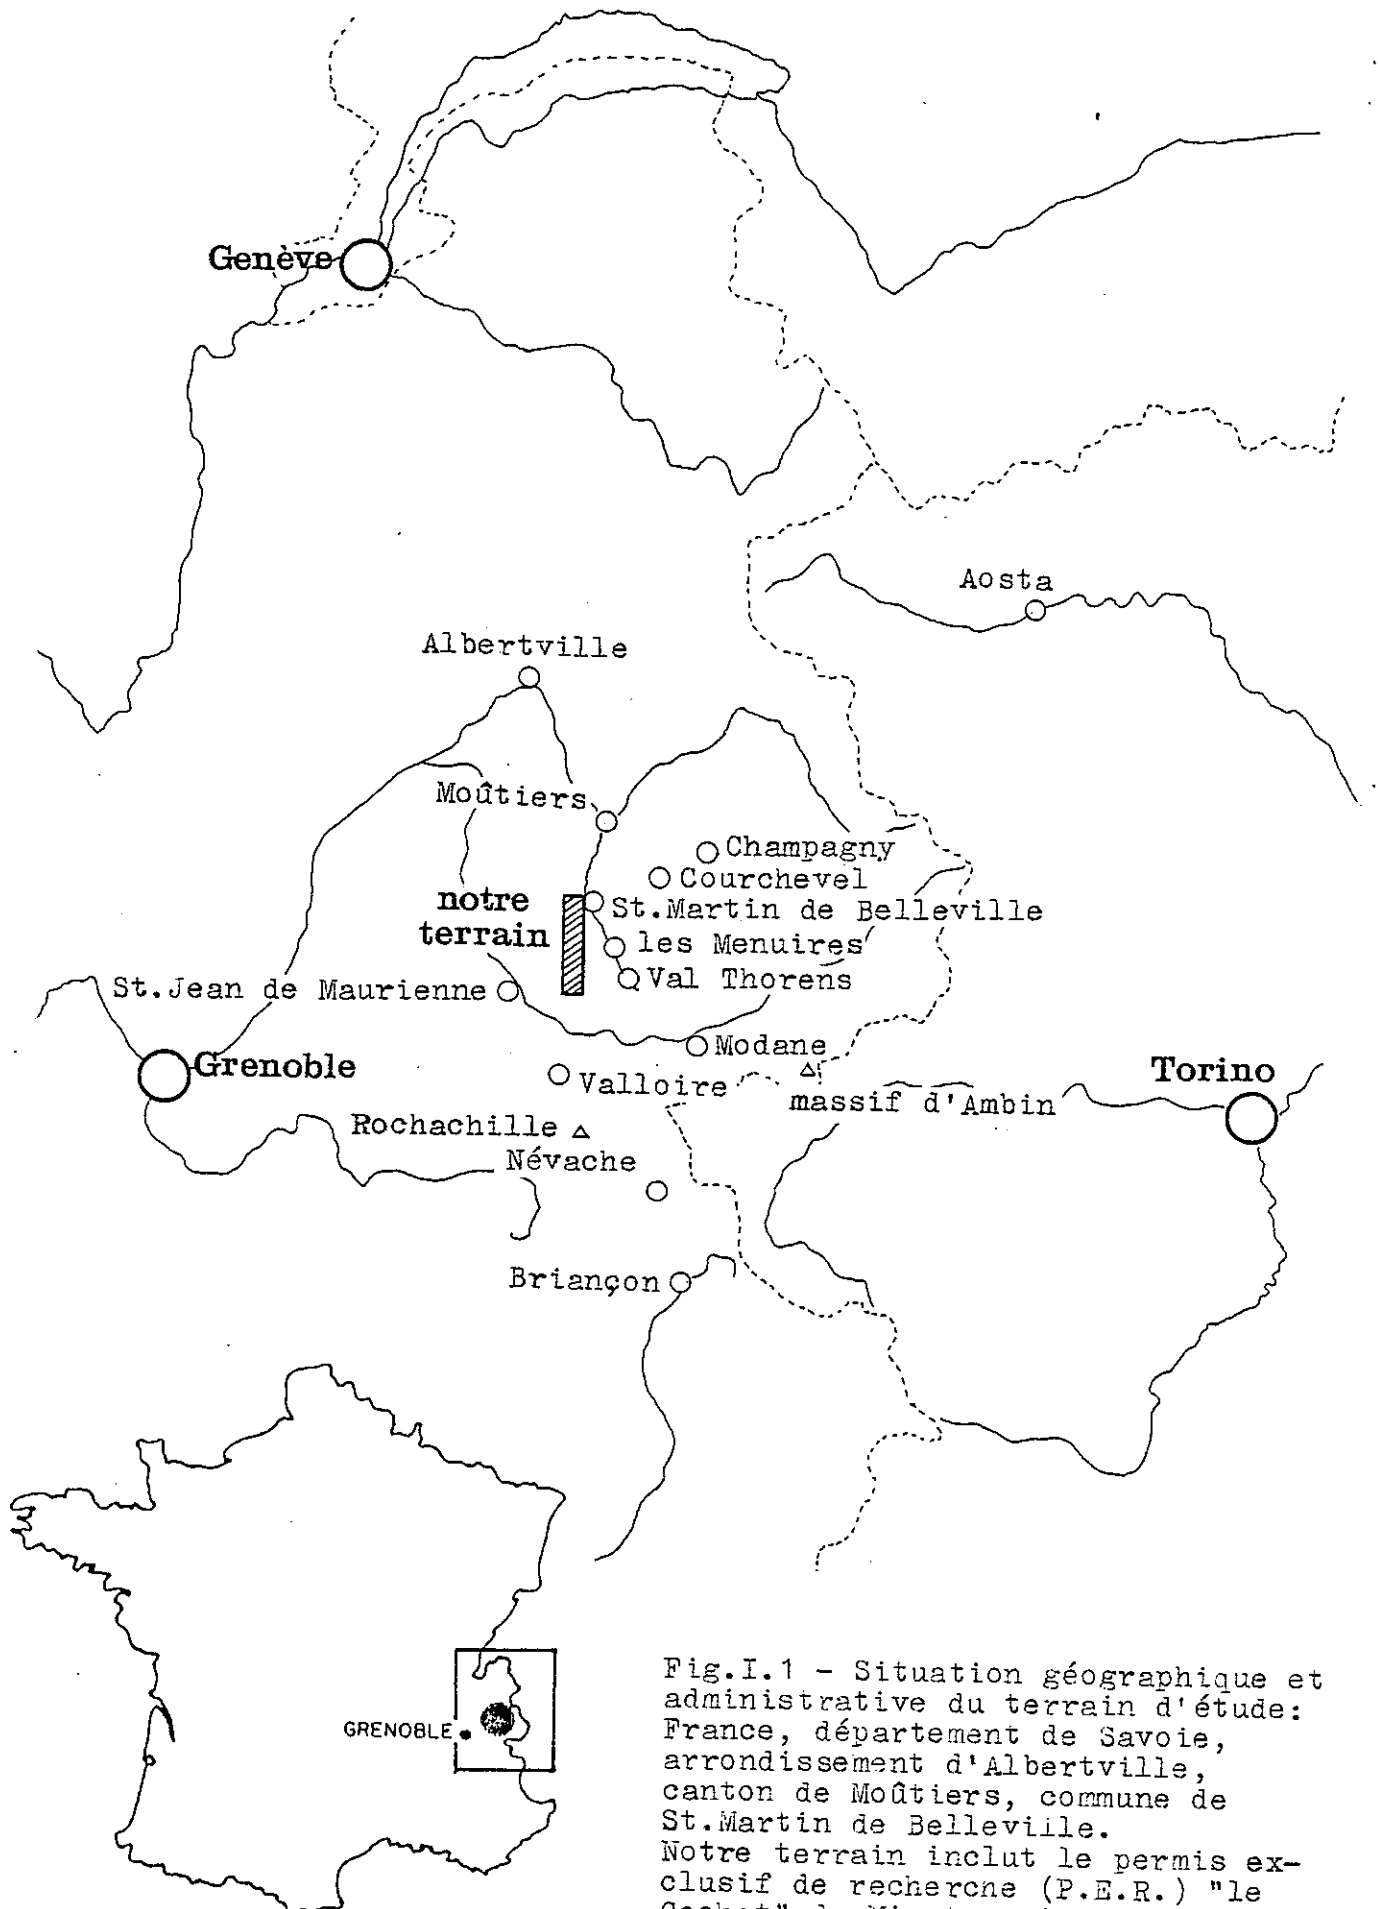 Genève
Aosta
Albertville
Moûtiers
Champagny
Courchevel
notre
terrain
St.Martin de Belleville
les Menuires
Val Thorens
St.Jean de Maurienne
Modane
Grenoble
Valloire
Torino
massif d'Ambin
Rochachille
Névache
Briançon
GRENOBLE
Fig.I.1 - Situation géographique et
administrative du terrain d'étude:
France, département de Savoie,
arrondissement d'Albertville,
canton de Moûtiers, commune de
St.Martin de Belleville.
Notre terrain inclut le permis ex-
clusif de recherche (P.E.R.) "le